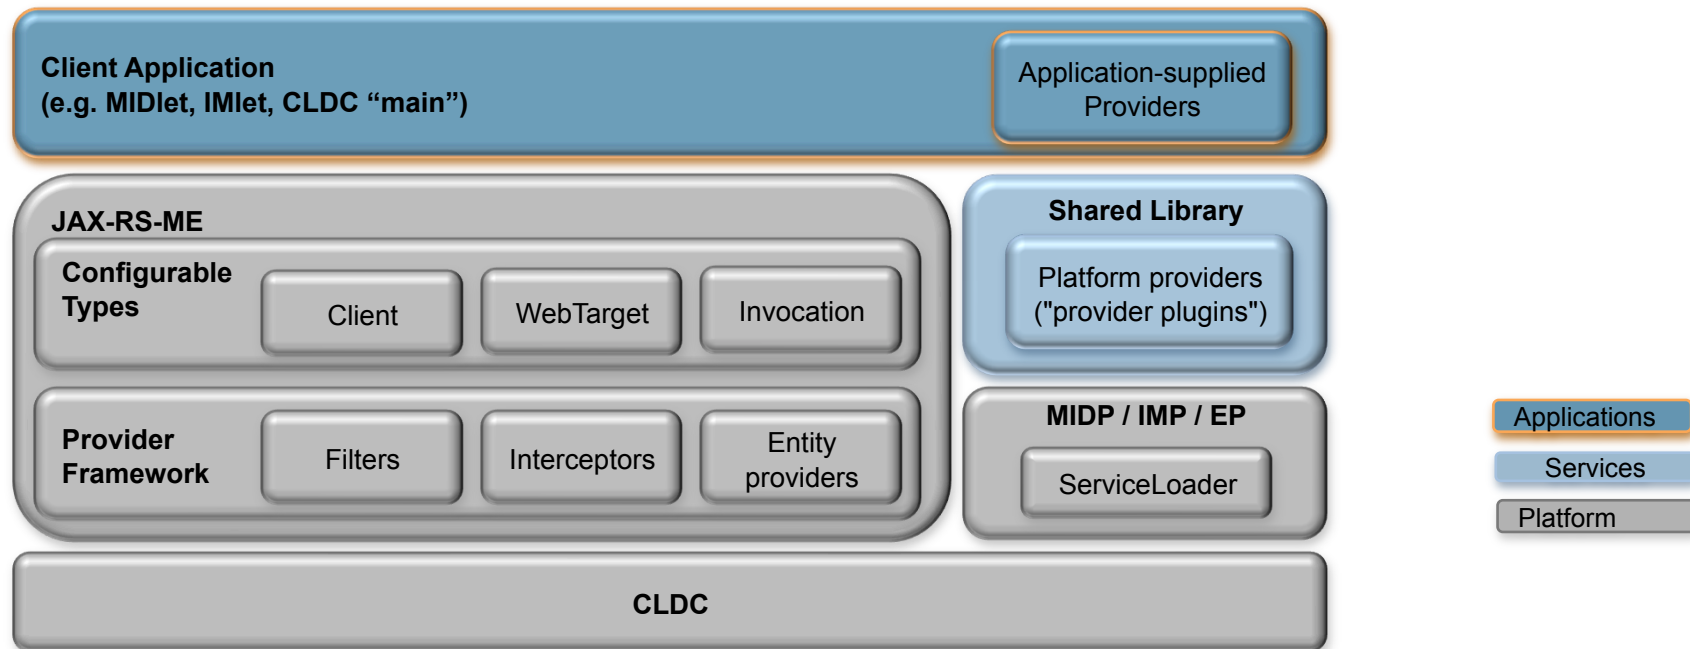 Client Application
(e.g. MIDlet, IMlet, CLDC “main”)
Application-supplied
Providers
JAX-RS-ME
Configurable
Types
Client
WebTarget
Invocation
Provider
Framework
Filters
Interceptors
Entity
providers
Shared Library
Platform providers
("provider plugins")
MIDP / IMP / EP
ServiceLoader
CLDC
Applications
Services
Platform